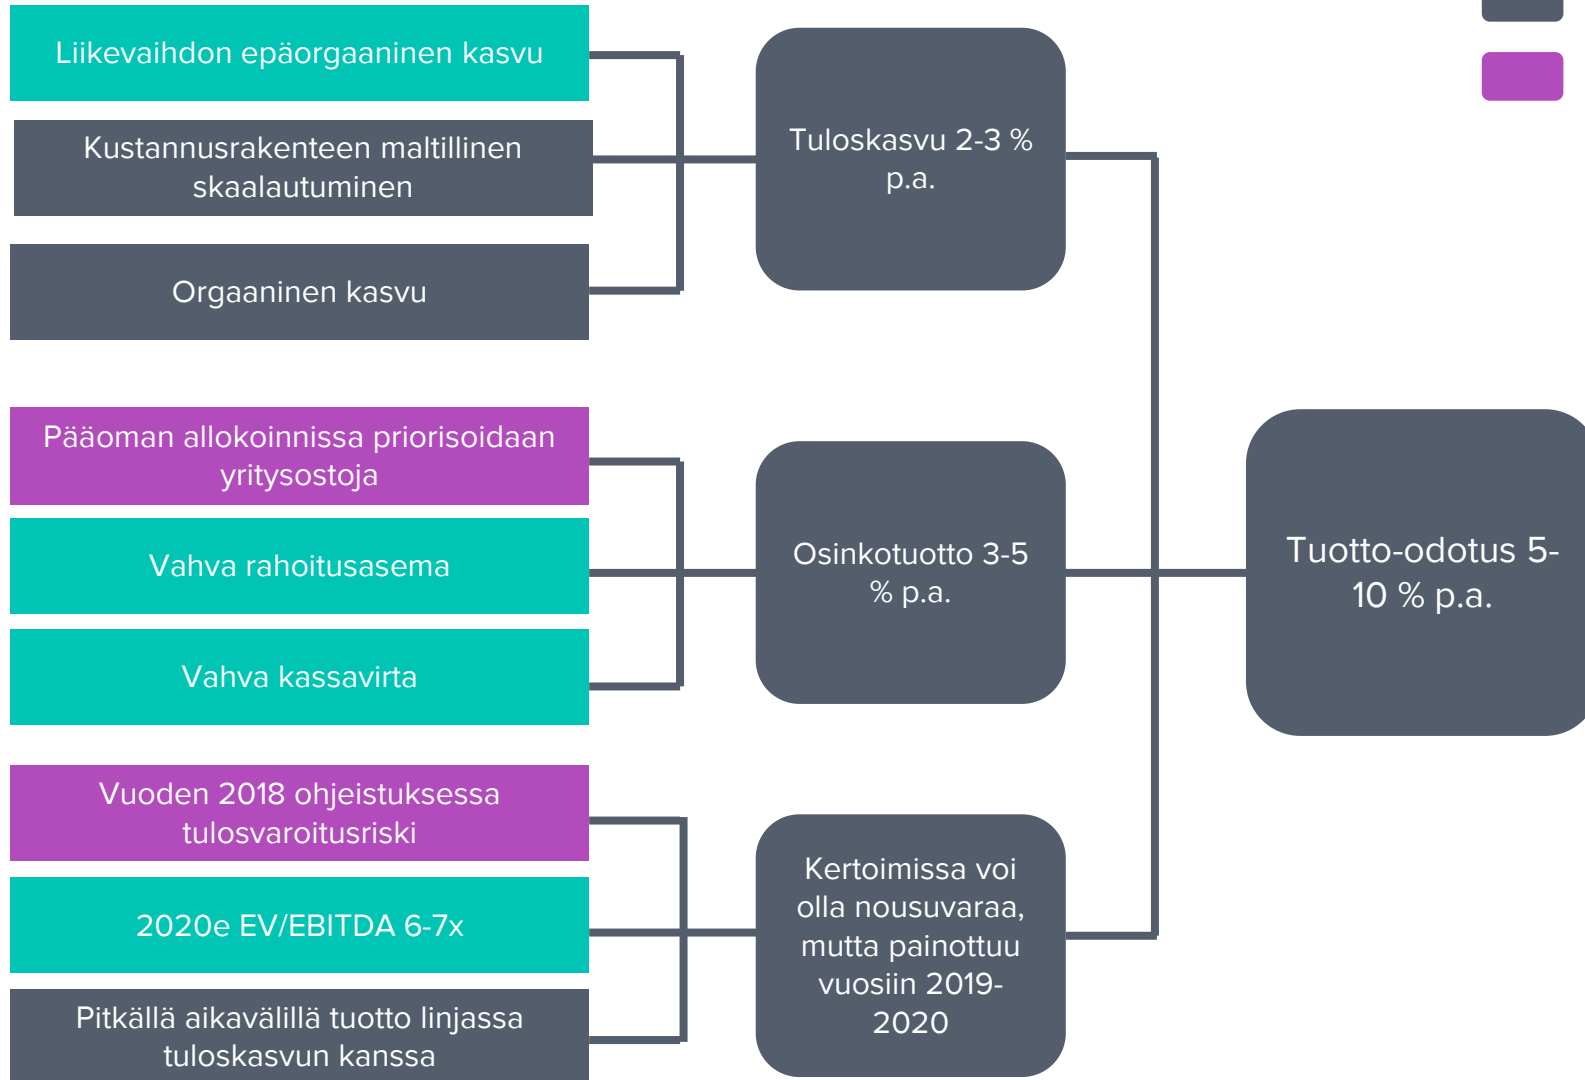 Liikevaihdon epäorgaaninen kasvu
Kustannusrakenteen maltillinen
skaalautuminen
Orgaaninen kasvu
Tuloskasvu 2-3 %
p.a.
Pääoman allokoinnissa priorisoidaan
yritysostoja
Vahva rahoitusasema
Vahva kassavirta
Osinkotuotto 3-5
% p.a.
Vuoden 2018 ohjeistuksessa
tulosvaroitusriski
2020e EV/EBITDA 6-7x
Pitkällä aikavälillä tuotto linjassa
tuloskasvun kanssa
Kertoimissa voi
olla nousuvaraa,
mutta painottuu
vuosiin 2019-
2020
Tuotto-odotus 5-
10 % p.a.